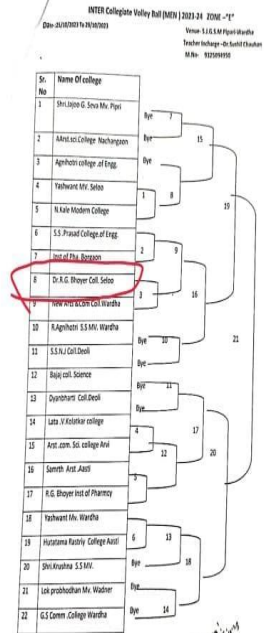 INTER Collegiate Volley Ball (MEN ) 2023-24 ZONE –"E"
Date:-25/10/2023 To 26/10/2023
Venue- S.J.G.S.M Pipari-Wardha
Teacher Incharge –Dr.Sushil Chauhan
M.No- 9325094950
Sr. No Name Of college
1 Shri.Jajoo G. Seva Mv. Pipri
2 AArst.sci.College Nachangaon
3 Agnihotri college .of Engg.
4 Yashwant MV. Seloo
5 N.Kale Modern College
6 S.S.Prasad College.of Engg.
7 Inst.of Pha. Borgaon
8 Dr.R.G. Bhoyer Coll. Seloo
9 New Arts &Com Coll.Wardha
10 R.Agnihotri S.S MV. Wardha
11 S.S.N.J Coll.Deoli
12 Bajaj coll. Science
13 Dyanbharti Coll.Deoli
14 Lata .V.Kolatkar college
15 Arst .com. Sci. college Arvi
16 Samrth Arst .Aasti
17 R.G. Bhoyer Inst of Pharmcy
18 Yashwant Mv. Wardha
19 Hutatama Rastriy College Aasti
20 Shri.Krushna S.S MV.
21 Lok probhodhan Mv. Wadner
22 G.S Comm .College Wardha
Bye 7
Bye
15
Bye
8
1
19
2
9
3
16
Bye 10
Bye
21
Bye 11
Bye
17
4
12
20
5
6 13
Bye
18
Bye
Bye 14